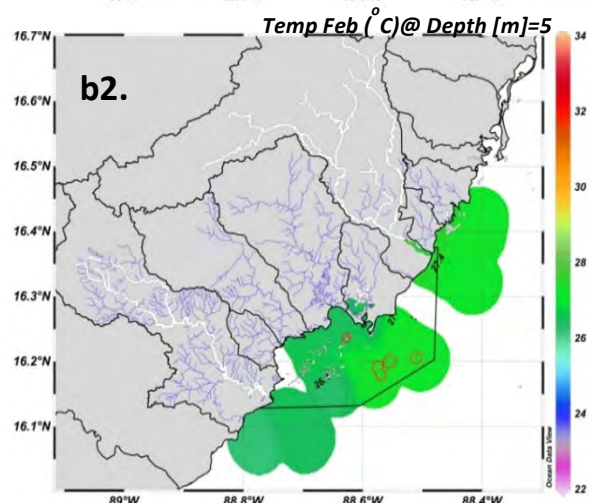 Temp Feb (°C)@ Depth [m]=5
b2.
16.7°N
16.6°N
16.5°N
16.4°N
16.3°N
16.2°N
16.1°N
89°W
88.8°W
88.6°W
88.4°W
34
32
30
28
26
24
22
Ocean Data View